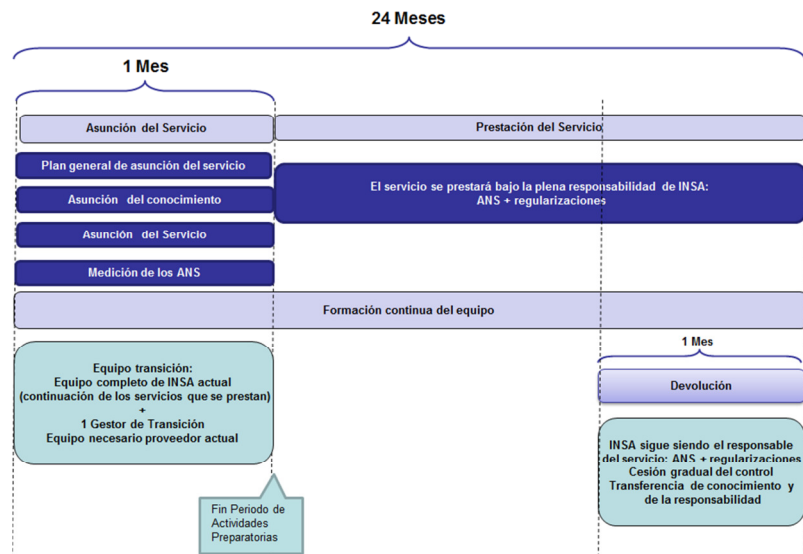 24 Meses
1 Mes
Asunción del Servicio
Prestación del Servicio
Plan general de asunción del servicio
Asunción del conocimiento
Asunción del Servicio
Medición de los ANS
El servicio se prestará bajo la plena responsabilidad de INSA:
ANS + regularizaciones
Formación continua del equipo
Equipo transición:
Equipo completo de INSA actual
(continuación de los servicios que se prestan)
+
1 Gestor de Transición
Equipo necesario proveedor actual
Fin Periodo de
Actividades
Preparatorias
1 Mes
Devolución
INSA sigue siendo el responsable
del servicio: ANS + regularizaciones
Cesión gradual del control
Transferencia de conocimiento y
de la responsabilidad